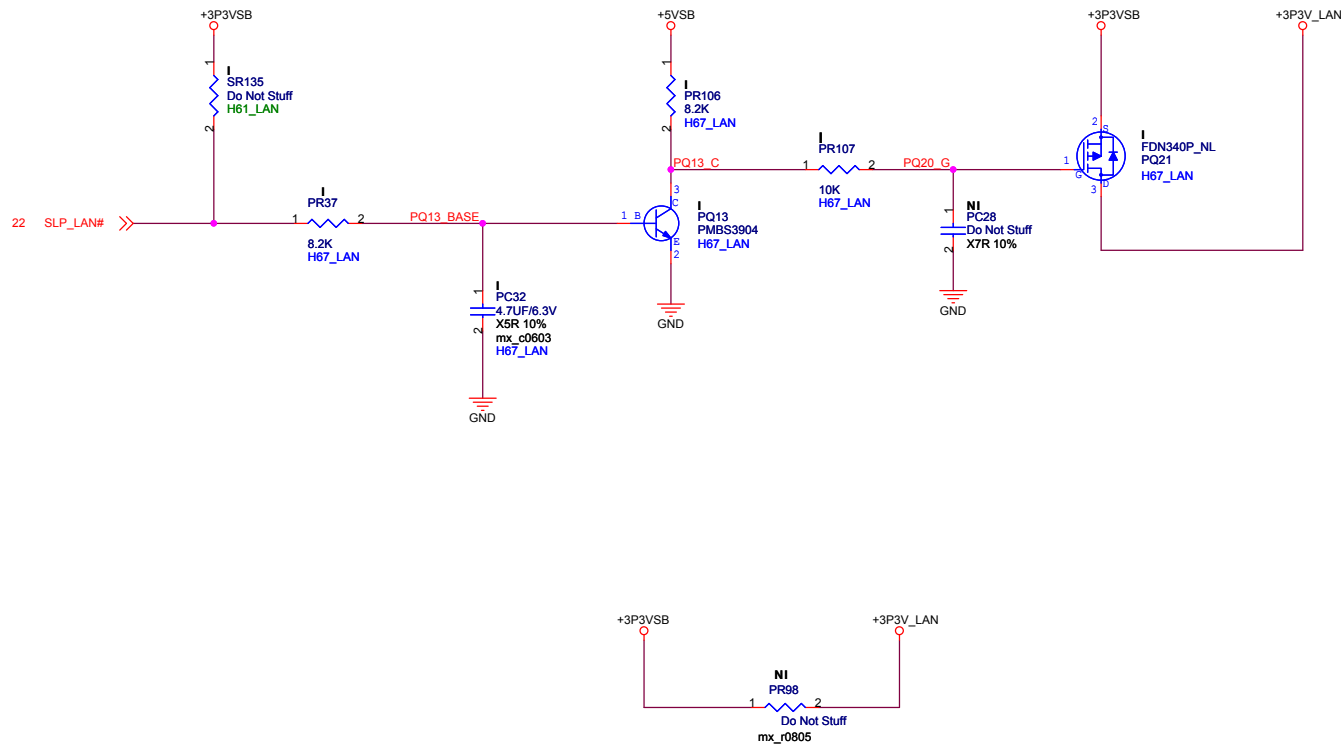 +3P3VSB
+5VSB
+3P3VSB
+3P3V_LAN
1
I
SR135
Do Not Stuff
H61_LAN
2
1
I
PR106
8.2K
H67_LAN
2
I
PR107
1 2
10K
H67_LAN
PQ13_C
PQ20_G
2
S
1
G
D
3
I
FDN340P_NL
PQ21
H67_LAN
22 SLP_LAN#
I
PR37
1 2
8.2K
H67_LAN
PQ13_BASE
3
C
1 B
E
2
I
PQ13
PMBS3904
H67_LAN
GND
1
NI
PC28
Do Not Stuff
X7R 10%
2
GND
1
I
PC32
4.7UF/6.3V
X5R 10%
mx_c0603
H67_LAN
2
GND
+3P3VSB
+3P3V_LAN
NI
PR98
1 2
Do Not Stuff
mx_r0805